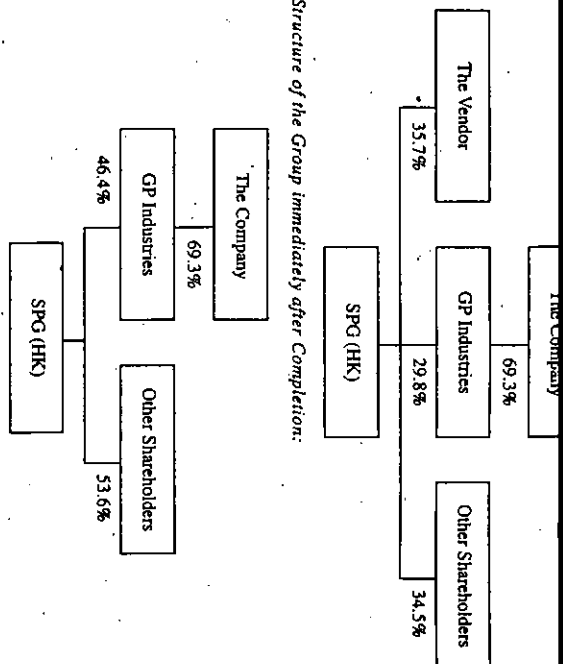 The Company
69.3%
The Vendor
GP Industries
Other Shareholders
35.7%
29.8%
34.5%
SPG (HK)
Structure of the Group immediately after Completion:
The Company
69.3%
GP Industries
Other Shareholders
46.4%
53.6%
SPG (HK)